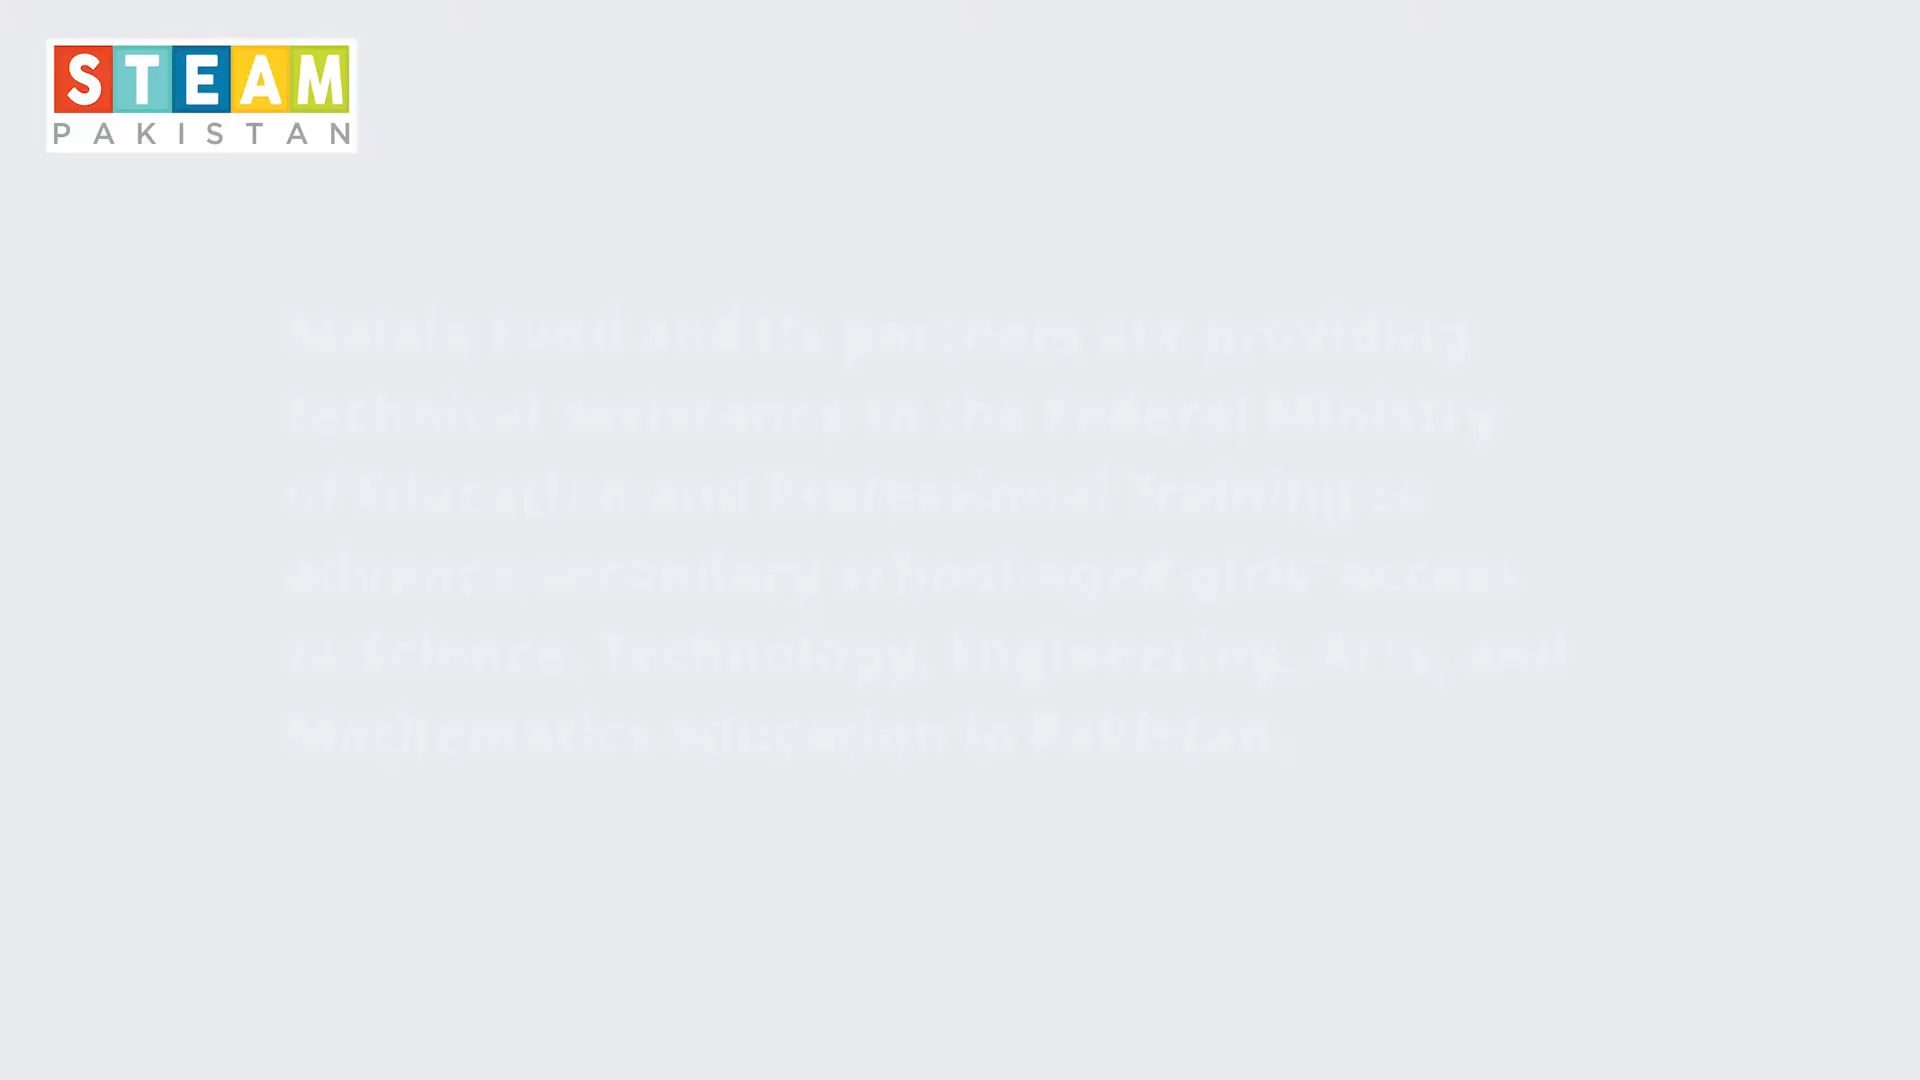 STEAM
PAKISTAN
Malala Fund and its partners are providing
technical assistance to the Federal Ministry
of Education and Professional Training to
advance secondary school-aged girls' access
to Science, Technology, Engineering, Arts, and
Mathematics education in Pakistan